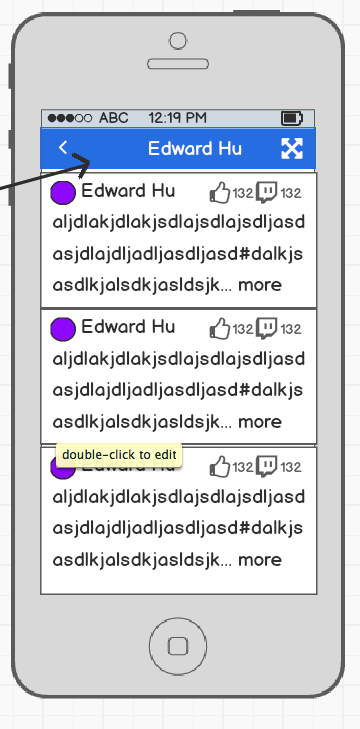 ABC 12:19 PM
Edward Hu
Edward Hu 132 132
aljdlakjdlakjsdlajsdlajsdljasd
asjdlajdljadljasdljasd#dalkjs
asdlkjalsdkjasldsjk... more
Edward Hu 132 132
aljdlakjdlakjsdlajsdlajsdljasd
asjdlajdljadljasdljasd#dalkjs
asdlkjalsdkjasldsjk... more
double-click to edit
Edward Hu 132 132
aljdlakjdlakjsdlajsdlajsdljasd
asjdlajdljadljasdljasd#dalkjs
asdlkjalsdkjasldsjk... more